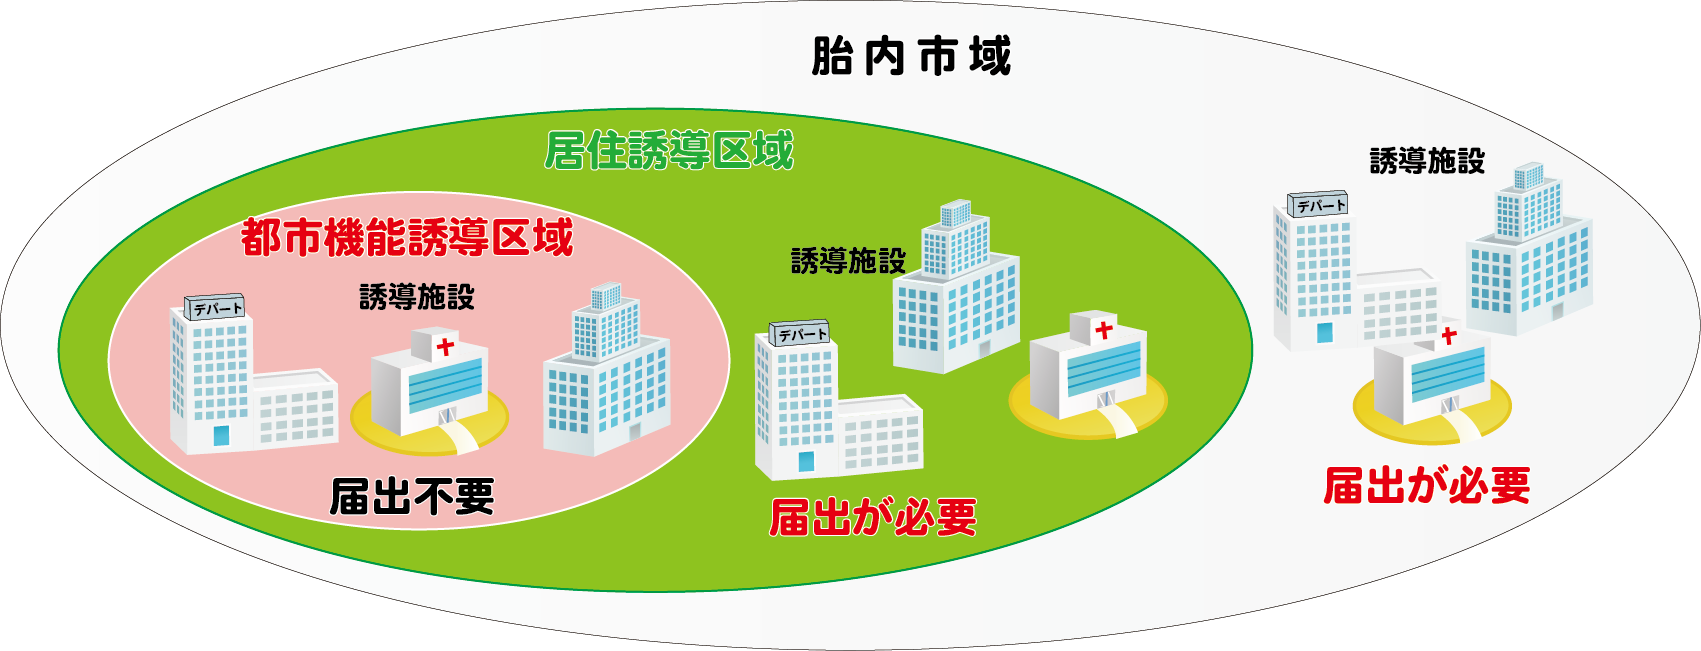 胎内市域
居住誘導区域
都市機能誘導区域
誘導施設
デパート
届出不要
誘導施設
デパート
届出が必要
誘導施設
デパート
届出が必要